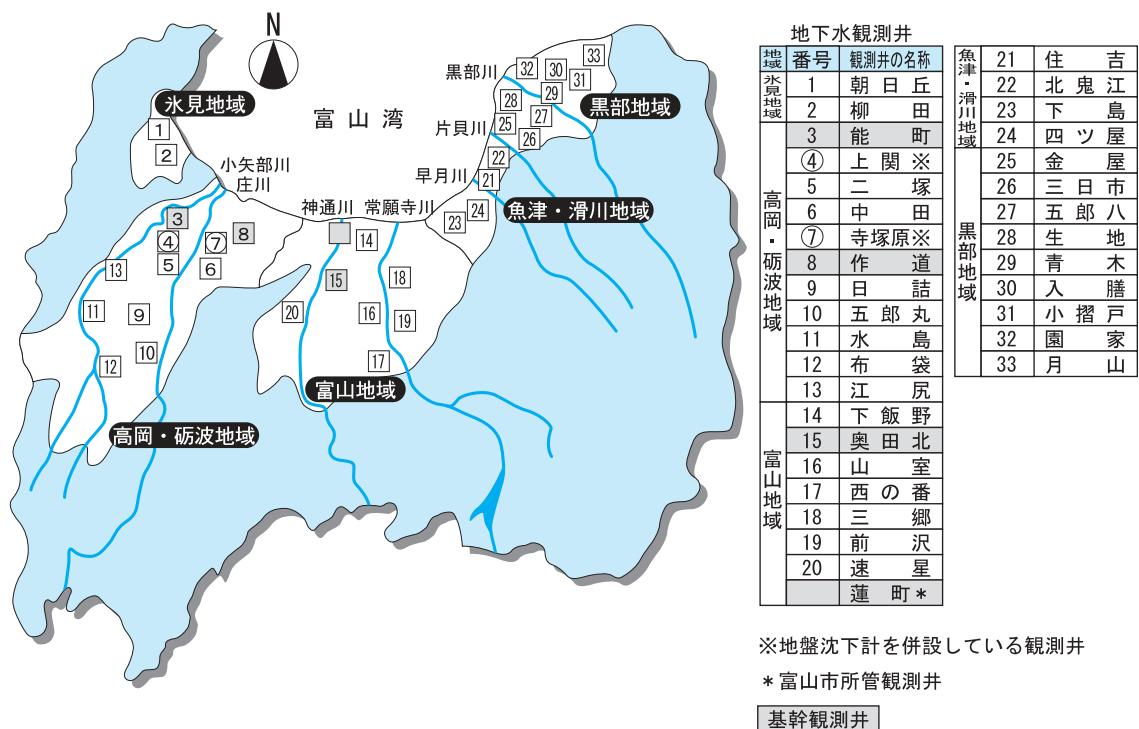 N
氷見地域
1
2
富山湾
小矢部川
庄川
神通川
常願寺川
早月川
片貝川
黒部川
黒部地域
魚津・滑川地域
富山地域
高岡・砺波地域
3
4
5
6
7
8
9
10
11
12
13
14
15
16
17
18
19
20
21
22
23
24
25
26
27
28
29
30
31
32
33
地下水観測井
地域 番号 観測井の名称
氷見地域
1 朝日丘
2 柳田
高岡・砺波地域
3 能町
④ 上関※
5 二塚
6 中田
⑦ 寺塚原※
8 作道
9 日詰
10 五郎丸
11 水島
12 布袋
13 江尻
富山地域
14 下飯野
15 奥田北
16 山室
17 西の番
18 三郷
19 前沢
20 速星
蓮町*
魚津・滑川地域
21 住吉
22 北鬼江
23 下島
24 四ツ屋
黒部地域
25 金屋
26 三日市
27 五郎八
28 生地
29 青木
30 入膳
31 小摺戸
32 園家
33 月山
※地盤沈下計を併設している観測井
*富山市所管観測井
基幹観測井